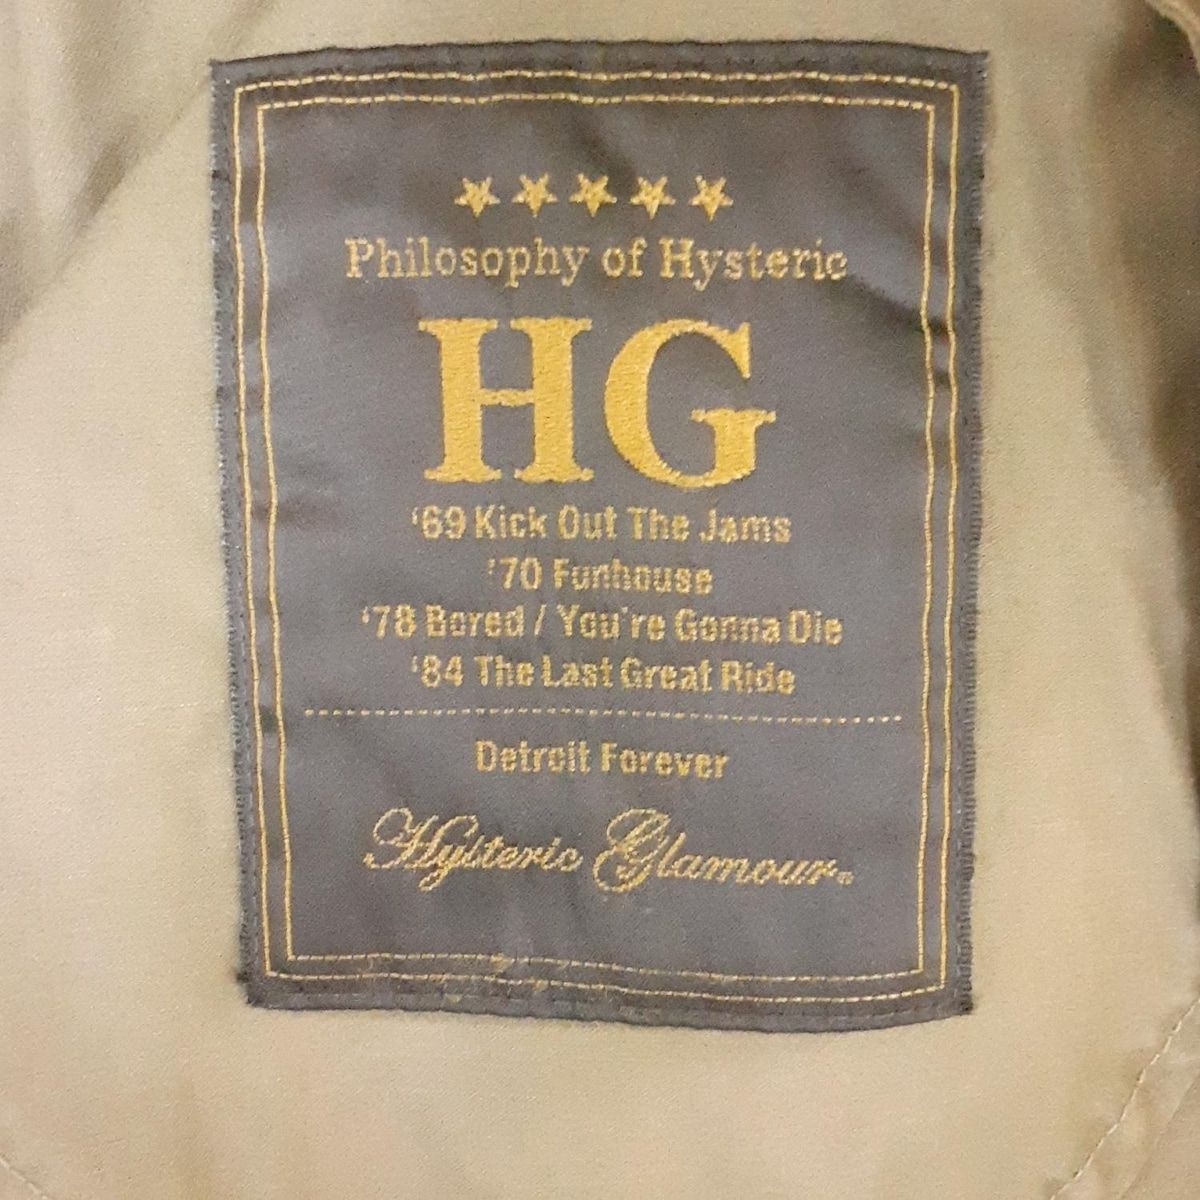 Philosophy of Hysteric
HG
'69 Kick Out The Jams
'70 Funhouse
'78 Bored / You're Gonna Die
'84 The Last Great Ride
Detroit Forever
Hysteric Glamour